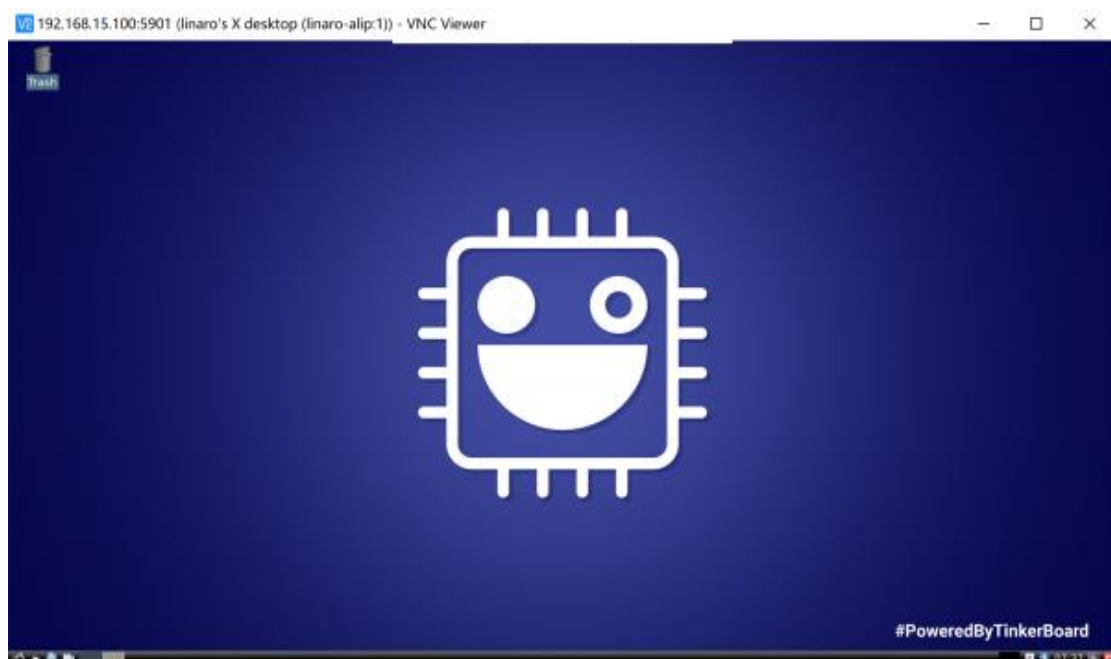 192.168.15.100:5901 (linaro's X desktop (linaro-alip:1)) - VNC Viewer
Trash
#PoweredByTinkerBoard